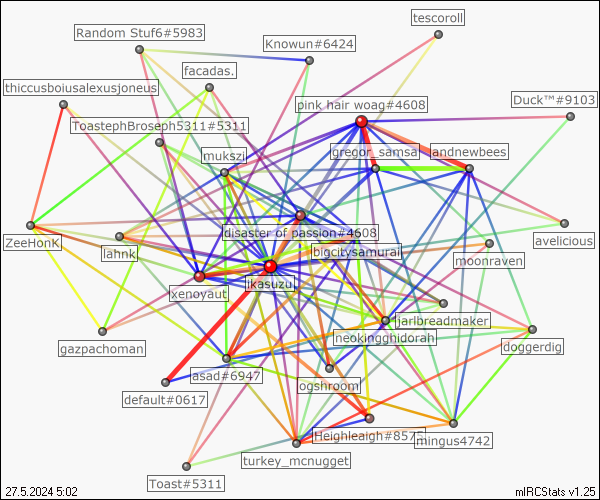 tescoroll
Random Stuf6#5983
Knowun#6424
facadas.
thiccusboiusalexusjoneus
Duck™#9103
pink hair woag#4608
ToastephBroseph5311#5311
gregor_samsa
andnewbees
mukszi
disaster of passion#4608
avelicious
ZeeHonK
lahnk
bigcitysamurai
moonraven
ikasuzu
xenoyaut
jarlbreadmaker
neokingghidorah
gazpachoman
doggerdig
asad#6947
ogshroom
default#0617
Heighleaigh#857
mingus4742
turkey_mcnugget
Toast#5311
27.5.2024 5:02
mIRCStats v1.25